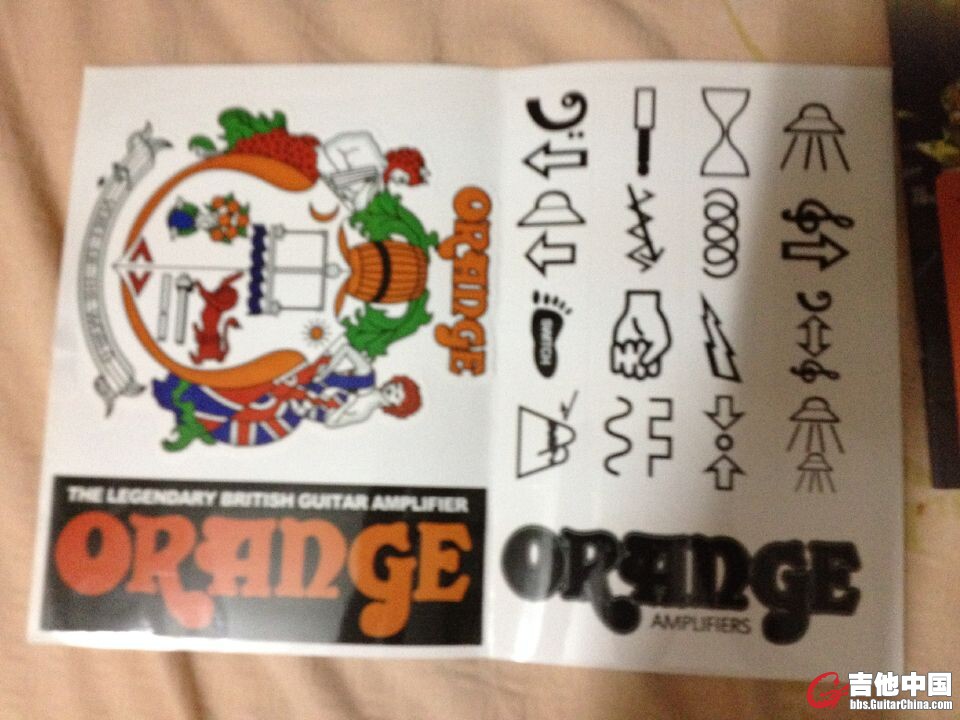 ORANGE
THE LEGENDARY BRITISH GUITAR AMPLIFIER
ORANGE
ORANGE
AMPLIFIERS
吉他中国
bbs.GuitarChina.com